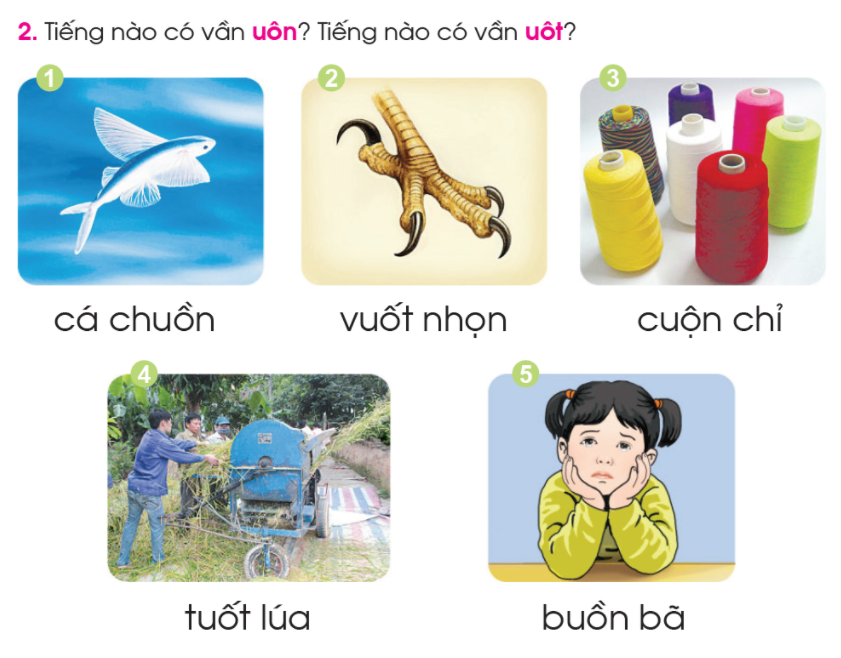 2. Tiếng nào có vần uôn? Tiếng nào có vần uôt?
1 2 3
cá chuồn vuốt nhọn cuộn chỉ
4 5
tuốt lúa buồn bã